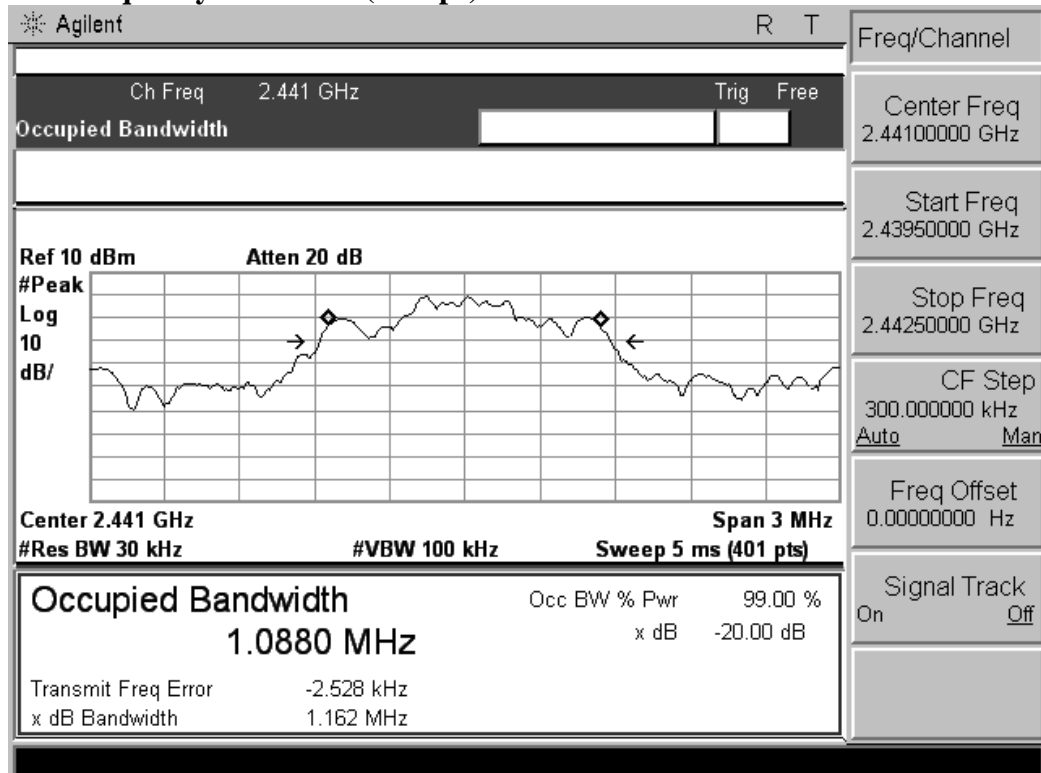 Agilent R T
Ch Freq 2.441 GHz Trig Free
Occupied Bandwidth
Ref 10 dBm Atten 20 dB
#Peak
Log
10
dB/
Center 2.441 GHz Span 3 MHz
#Res BW 30 kHz #VBW 100 kHz Sweep 5 ms (401 pts)
Occupied Bandwidth
1.0880 MHz
Occ BW % Pwr 99.00 %
x dB -20.00 dB
Transmit Freq Error -2.528 kHz
x dB Bandwidth 1.162 MHz
Freq/Channel
Center Freq
2.44100000 GHz
Start Freq
2.43950000 GHz
Stop Freq
2.44250000 GHz
CF Step
300.000000 kHz
Auto Man
Freq Offset
0.00000000 Hz
Signal Track
On Off